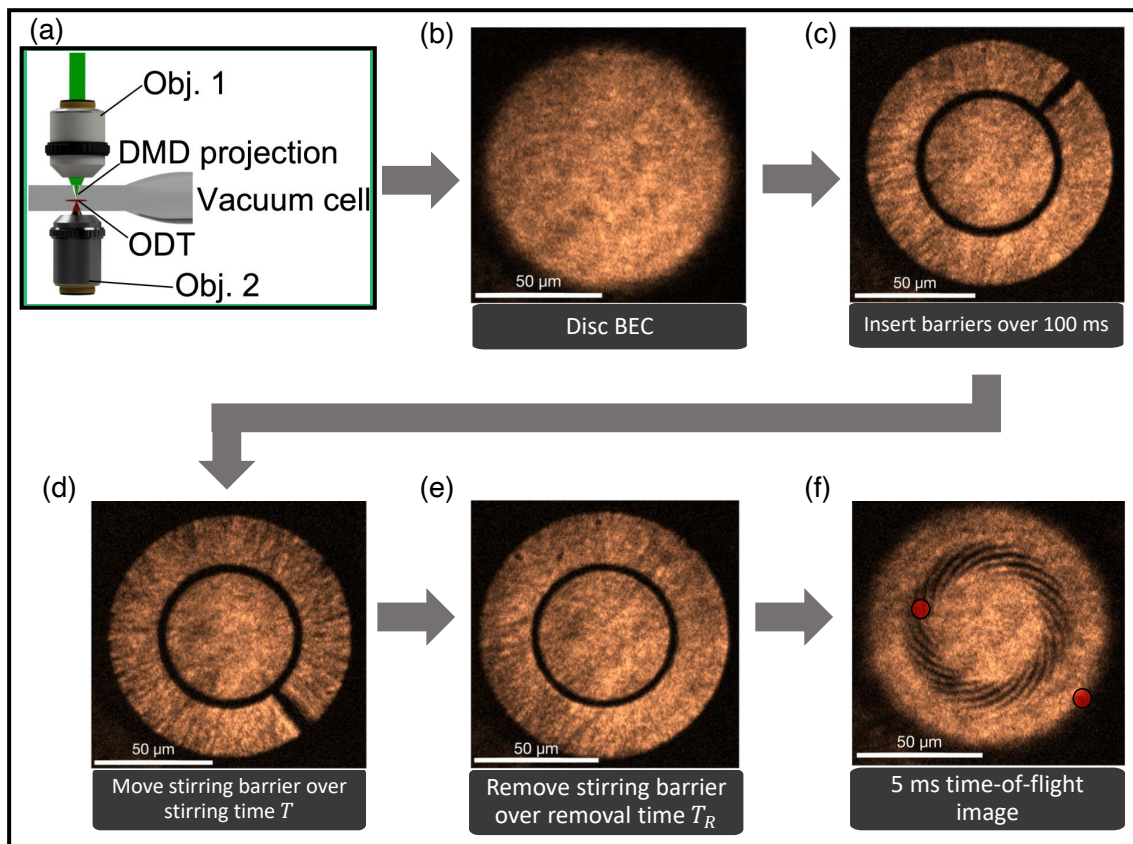 (a)
Obj. 1
DMD projection
Vacuum cell
ODT
Obj. 2
(b)
50 µm
Disc BEC
(c)
50 µm
Insert barriers over 100 ms
(d)
50 µm
Move stirring barrier over
stirring time T
(e)
50 µm
Remove stirring barrier
over removal time T_R
(f)
50 µm
5 ms time-of-flight
image